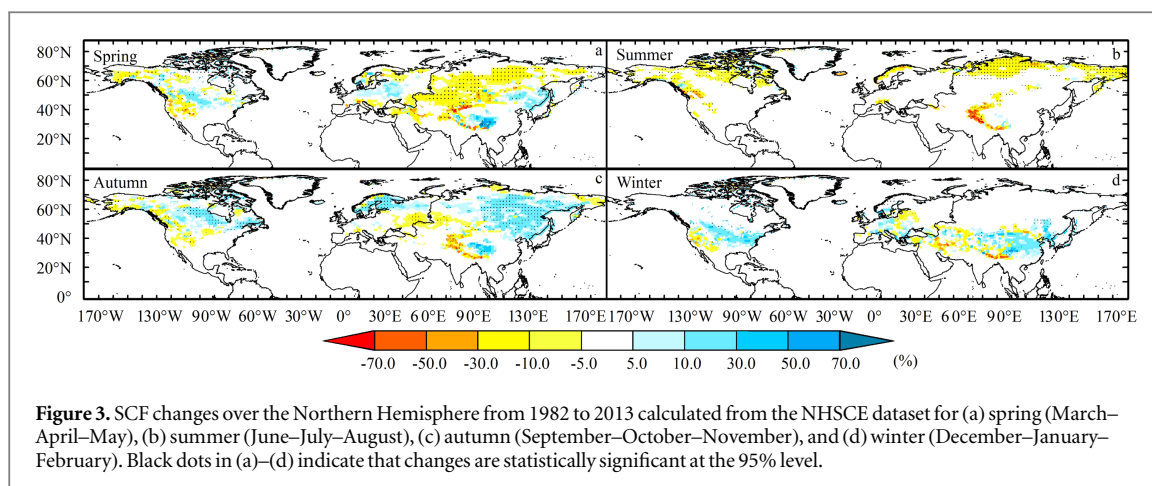 80°N
Spring
a
Summer
b
60°N
40°N
20°N
80°N
Autumn
c
Winter
d
60°N
40°N
20°N
0°
170°W 130°W 90°W 30°W 0° 30°E 60°E 90°E 130°E 170°E 170°W 130°W 90°W 30°W 0° 30°E 60°E 90°E 130°E 170°E
-70.0 -50.0 -30.0 -10.0 -5.0 5.0 10.0 30.0 50.0 70.0 (%)
Figure 3. SCF changes over the Northern Hemisphere from 1982 to 2013 calculated from the NHSCE dataset for (a) spring (March–
April–May), (b) summer (June–July–August), (c) autumn (September–October–November), and (d) winter (December–January–
February). Black dots in (a)–(d) indicate that changes are statistically significant at the 95% level.